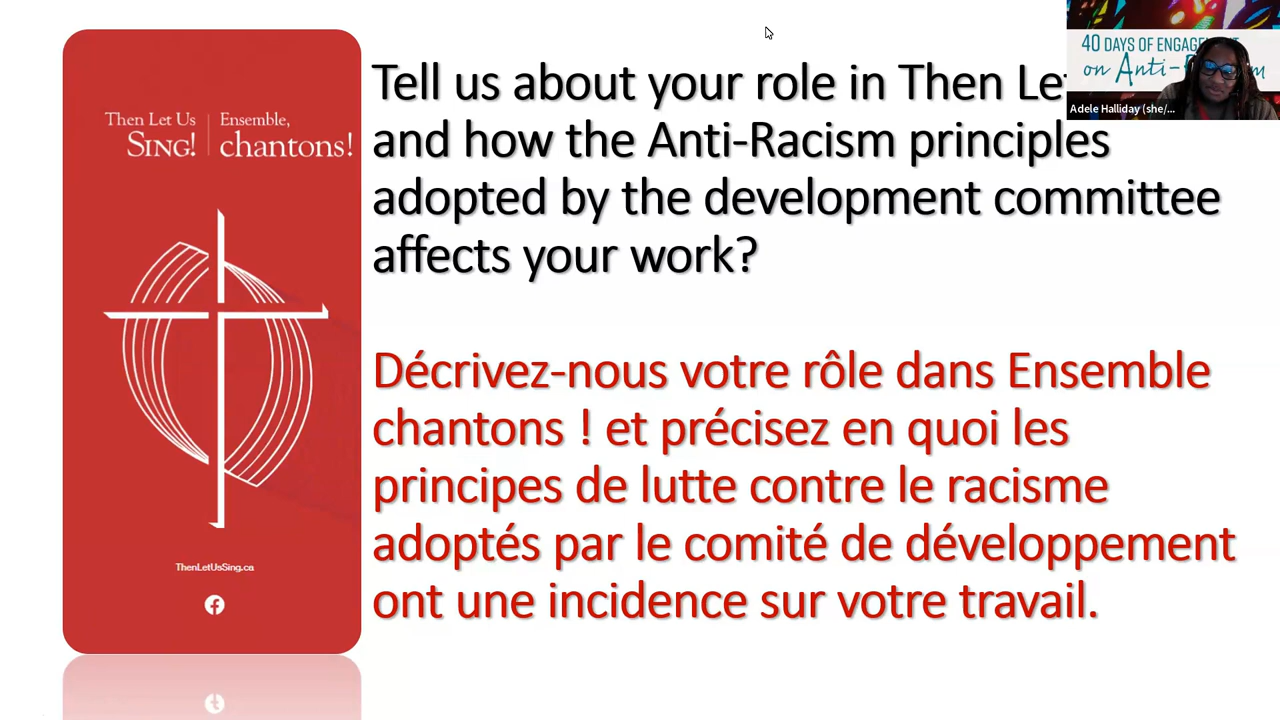 Then Let Us
SING!
Ensemble,
chantons!
ThenLetUsSing.ca
Tell us about your role in Then Le
and how the Anti-Racism principles
adopted by the development committee
affects your work?
Décrivez-nous votre rôle dans Ensemble
chantons ! et précisez en quoi les
principes de lutte contre le racisme
adoptés par le comité de développement
ont une incidence sur votre travail.
40 DAYS OF
on Anti-
Adele Halliday (she/...